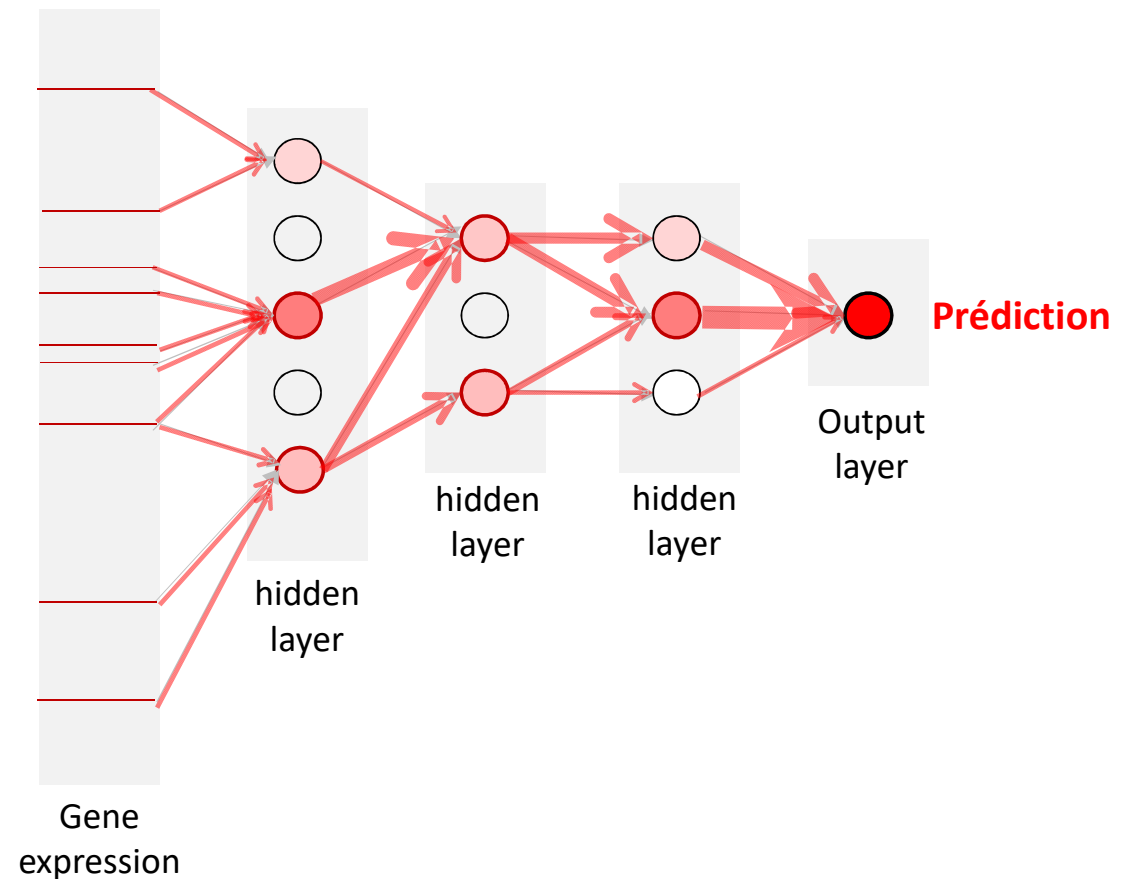 Prédiction
Output
layer
hidden
layer
hidden
layer
hidden
layer
Gene
expression